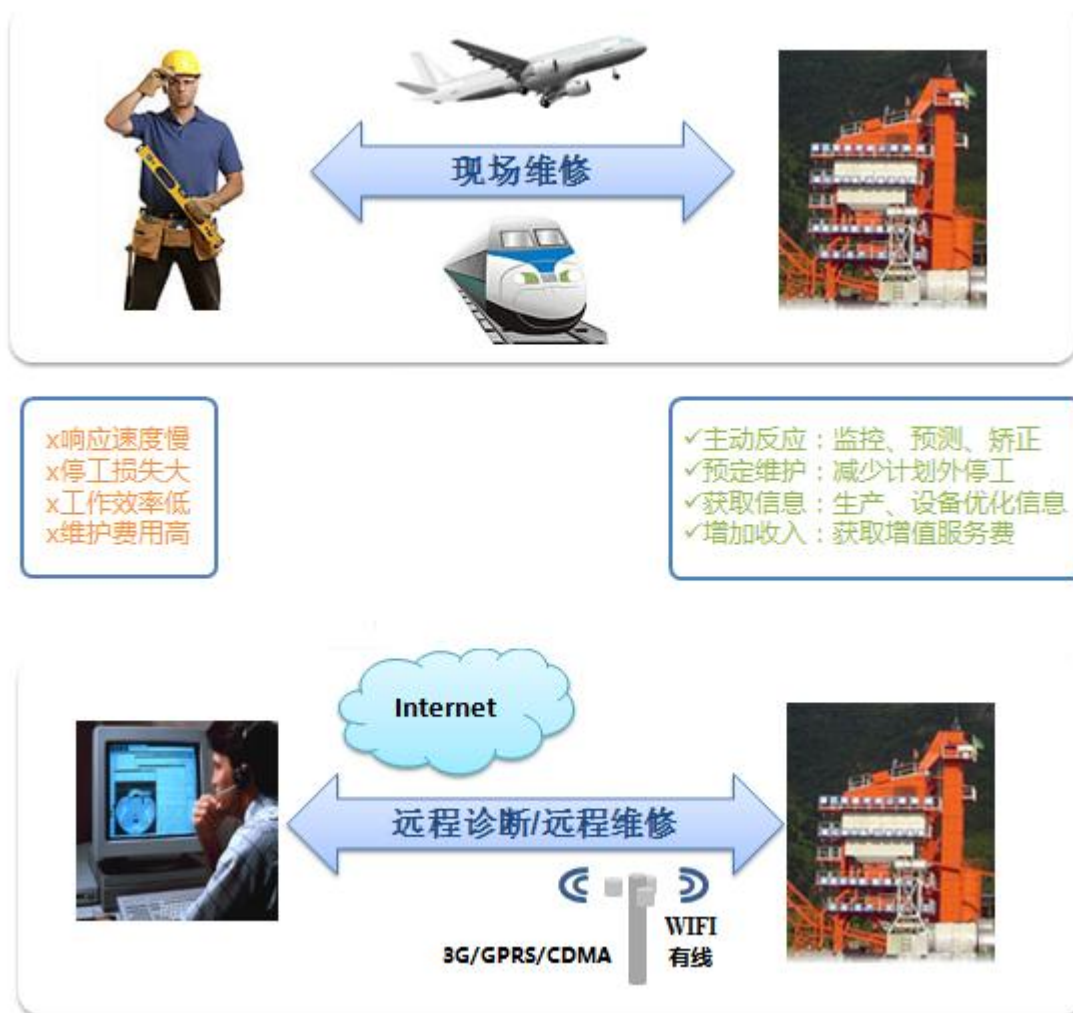 现场维修
x响应速度慢
x停工损失大
x工作效率低
x维护费用高
✓主动反应：监控、预测、矫正
✓预定维护：减少计划外停工
✓获取信息：生产、设备优化信息
✓增加收入：获取增值服务费
Internet
远程诊断/远程维修
3G/GPRS/CDMA
WIFI
有线